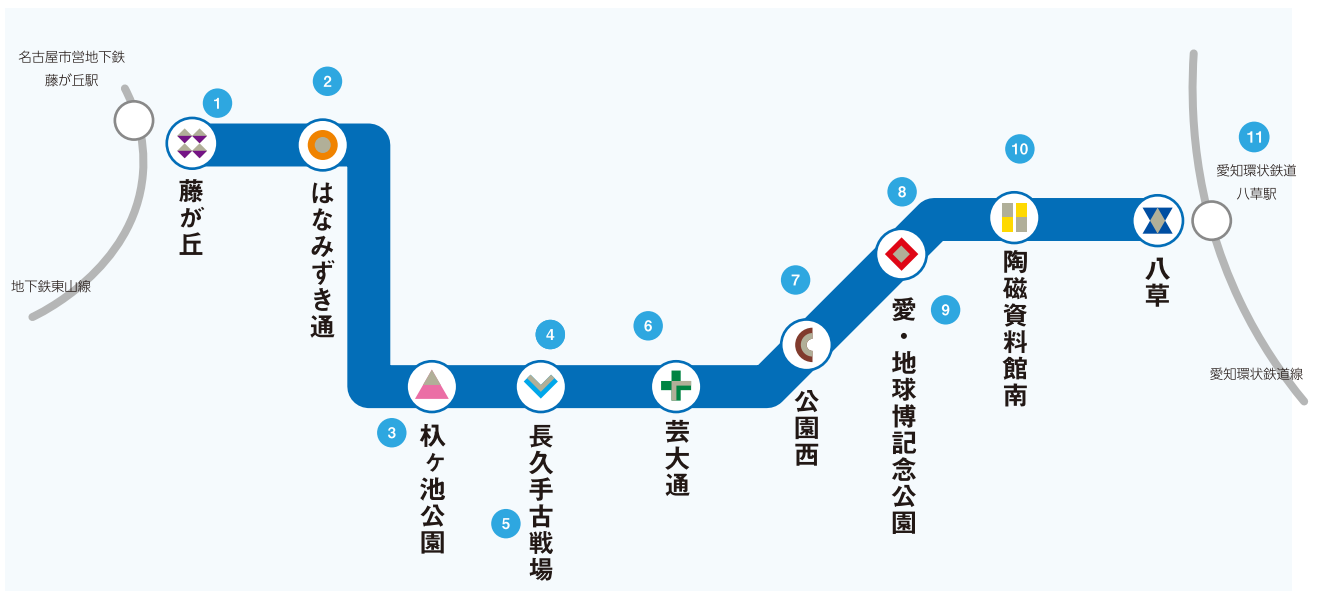 名古屋市営地下鉄
藤が丘駅
1
2
藤が丘
はなみずき通
地下鉄東山線
3
杁ヶ池公園
4
長久手古戦場
5
6
芸大通
7
公園西
8
愛・地球博記念公園
9
10
陶磁資料館南
八草
11
愛知環状鉄道
八草駅
愛知環状鉄道線